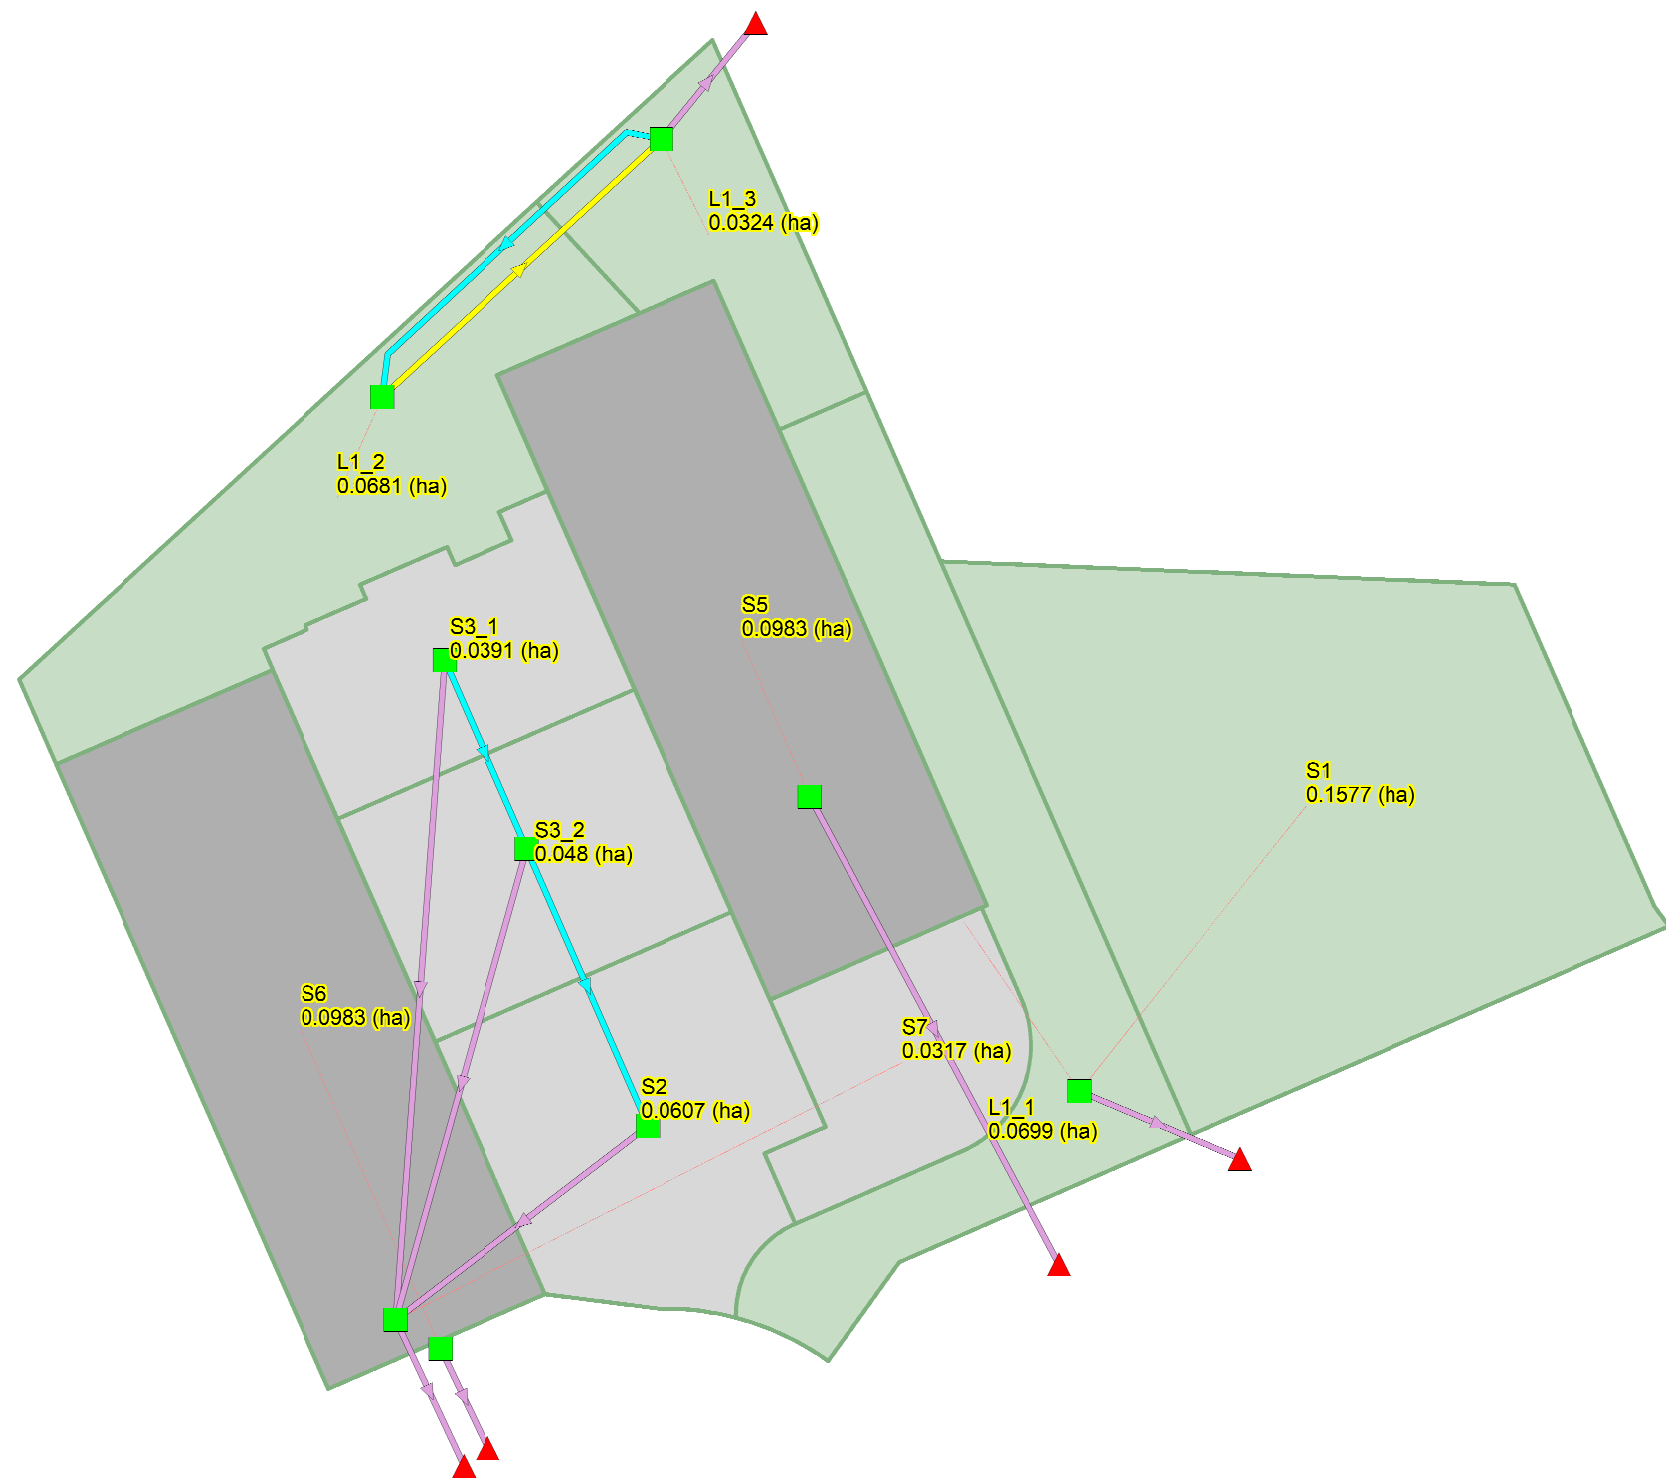 L1_3
0.0324 (ha)
L1_2
0.0681 (ha)
S5
0.0983 (ha)
S3_1
0.0391 (ha)
S1
0.1577 (ha)
S3_2
0.048 (ha)
S6
0.0983 (ha)
S7
0.0317 (ha)
S2
0.0607 (ha)
L1_1
0.0699 (ha)